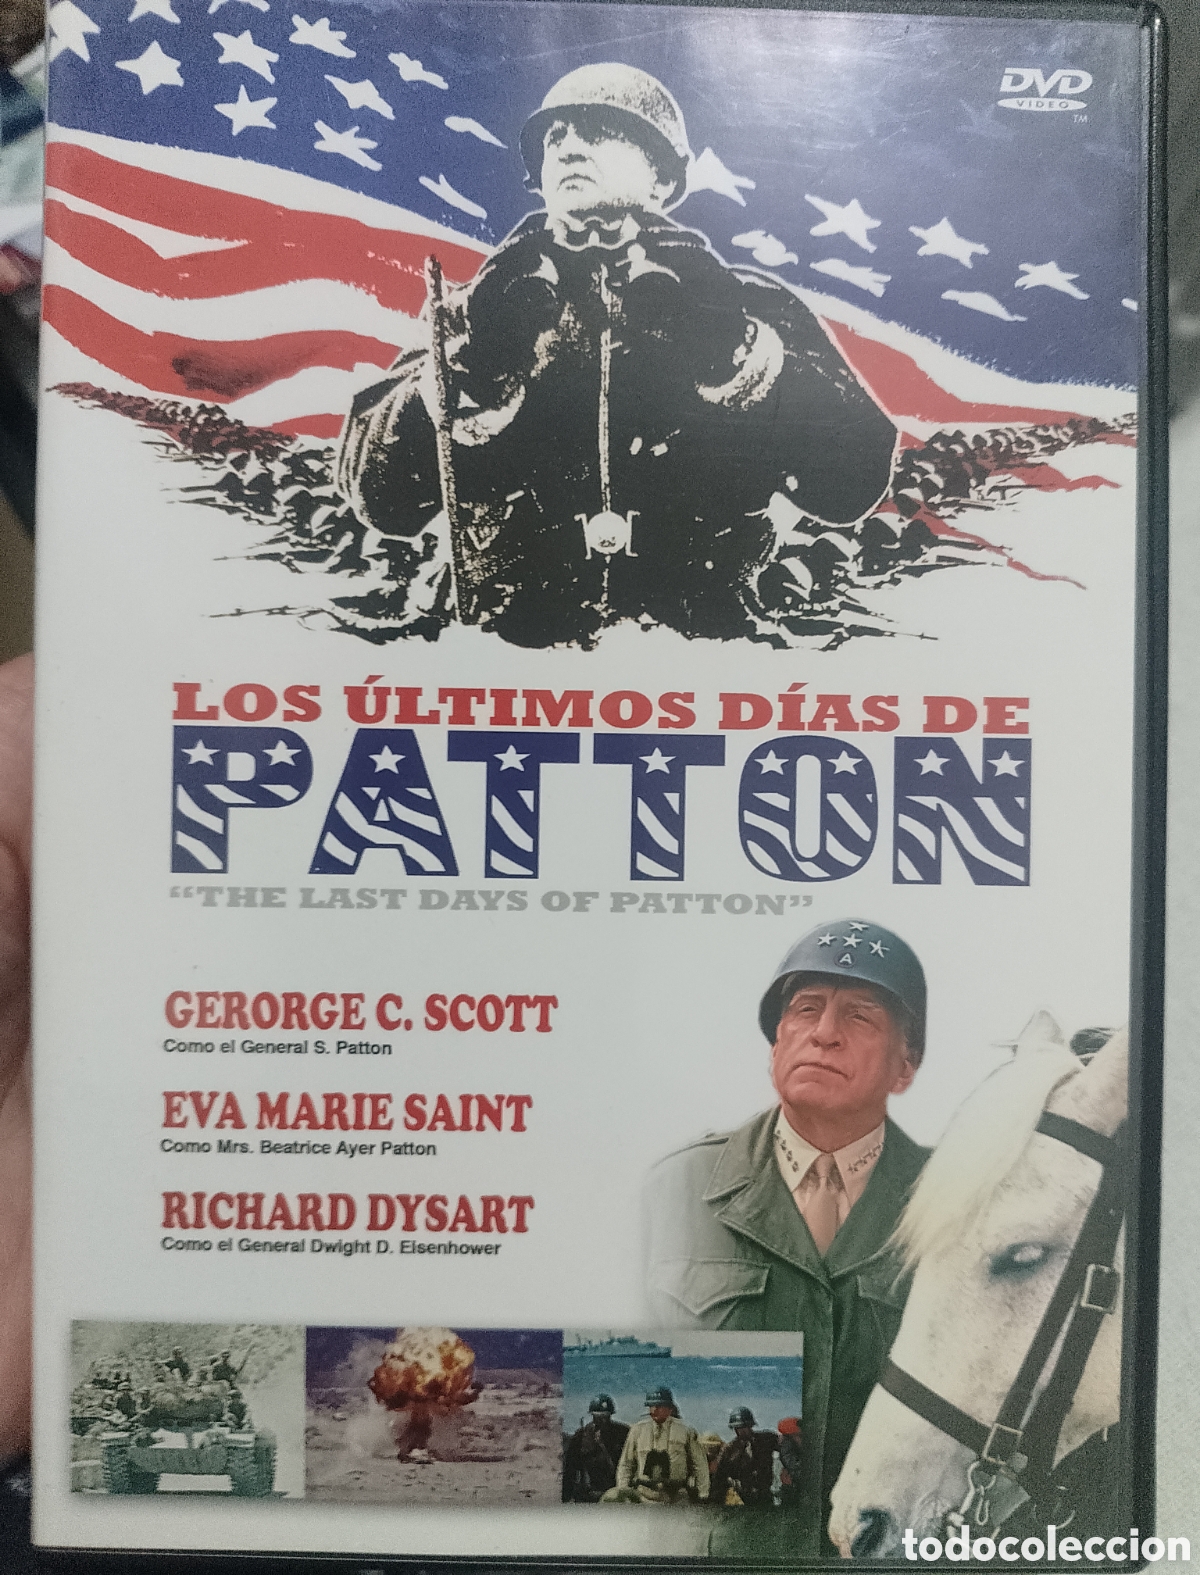 DVD
VIDEO
TM
A
LOS ÚLTIMOS DÍAS DE
PATTON
“THE LAST DAYS OF PATTON”
GERORGE C. SCOTT
Como el General S. Patton
EVA MARIE SAINT
Como Mrs. Beatrice Ayer Patton
RICHARD DYSART
Como el General Dwight D. Eisenhower
todocoleccion